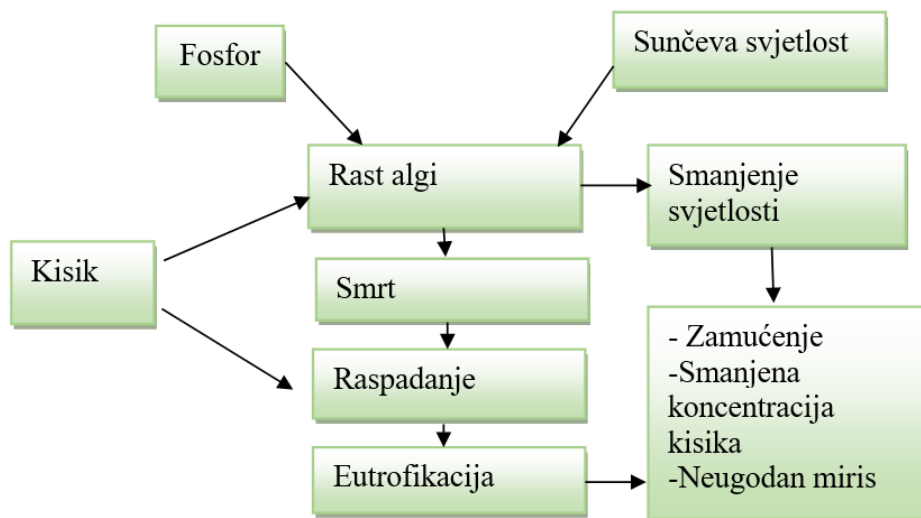 Fosfor
Sunčeva svjetlost
Rast algi
Smanjenje
svjetlosti
Kisik
Smrt
Raspadanje
Eutrofikacija
- Zamućenje
-Smanjena
koncentracija
kisika
-Neugodan miris